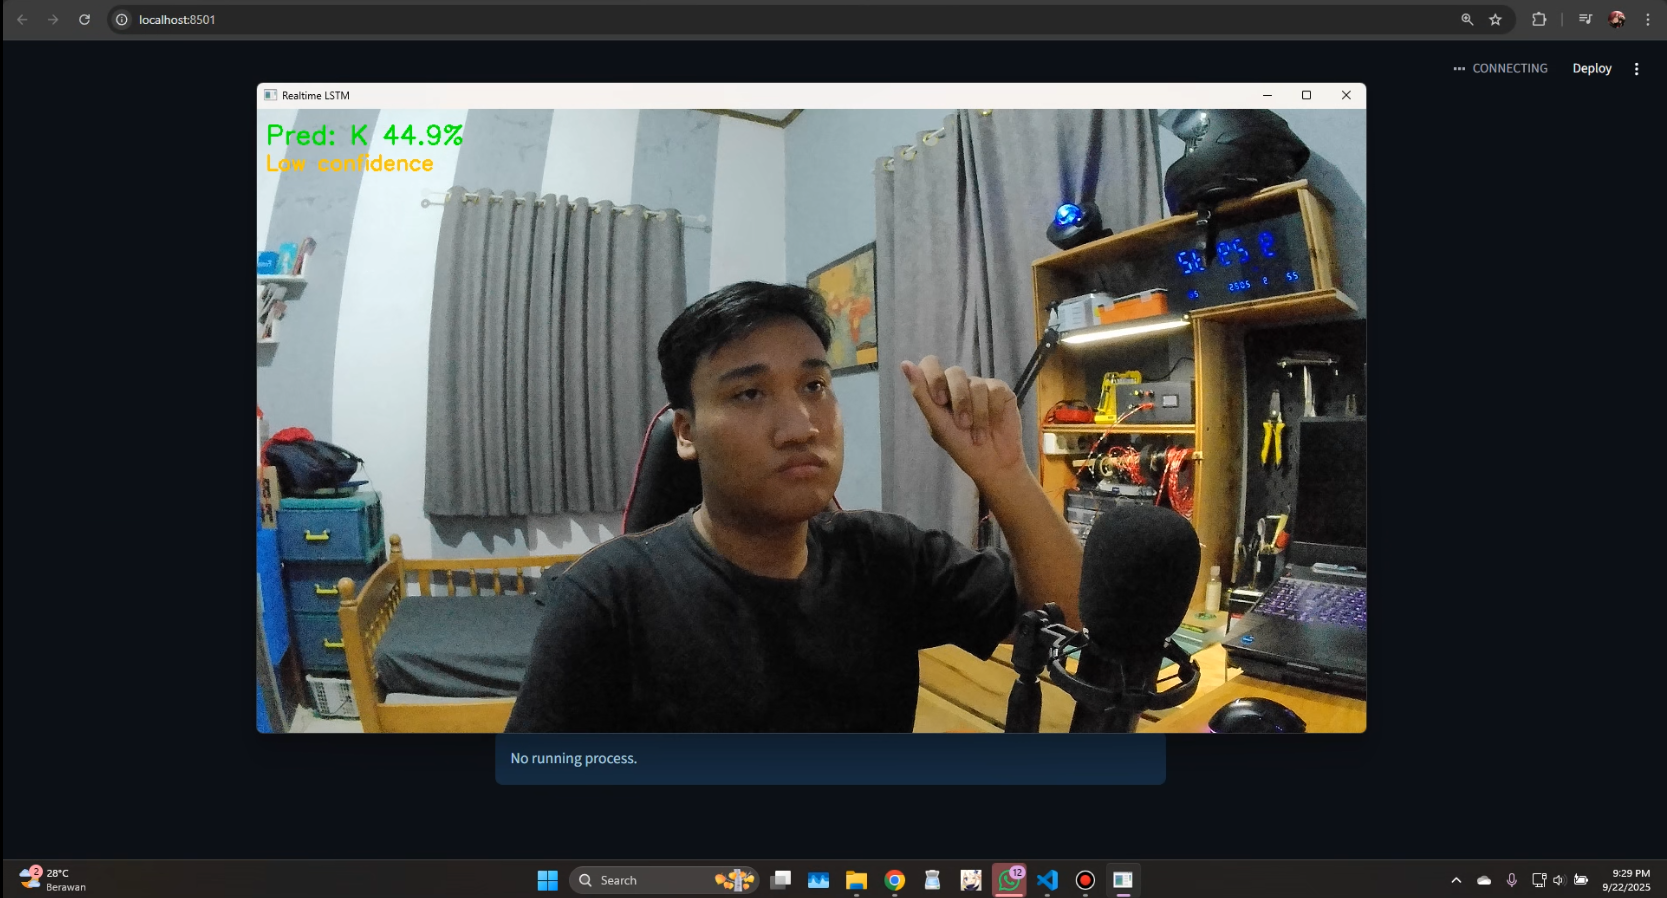 localhost:8501
CONNECTING
Deploy
Realtime LSTM
Pred: K 44.9%
Low confidence
No running process.
2
28°C
Berawan
Search
12
9:29 PM
9/22/2025